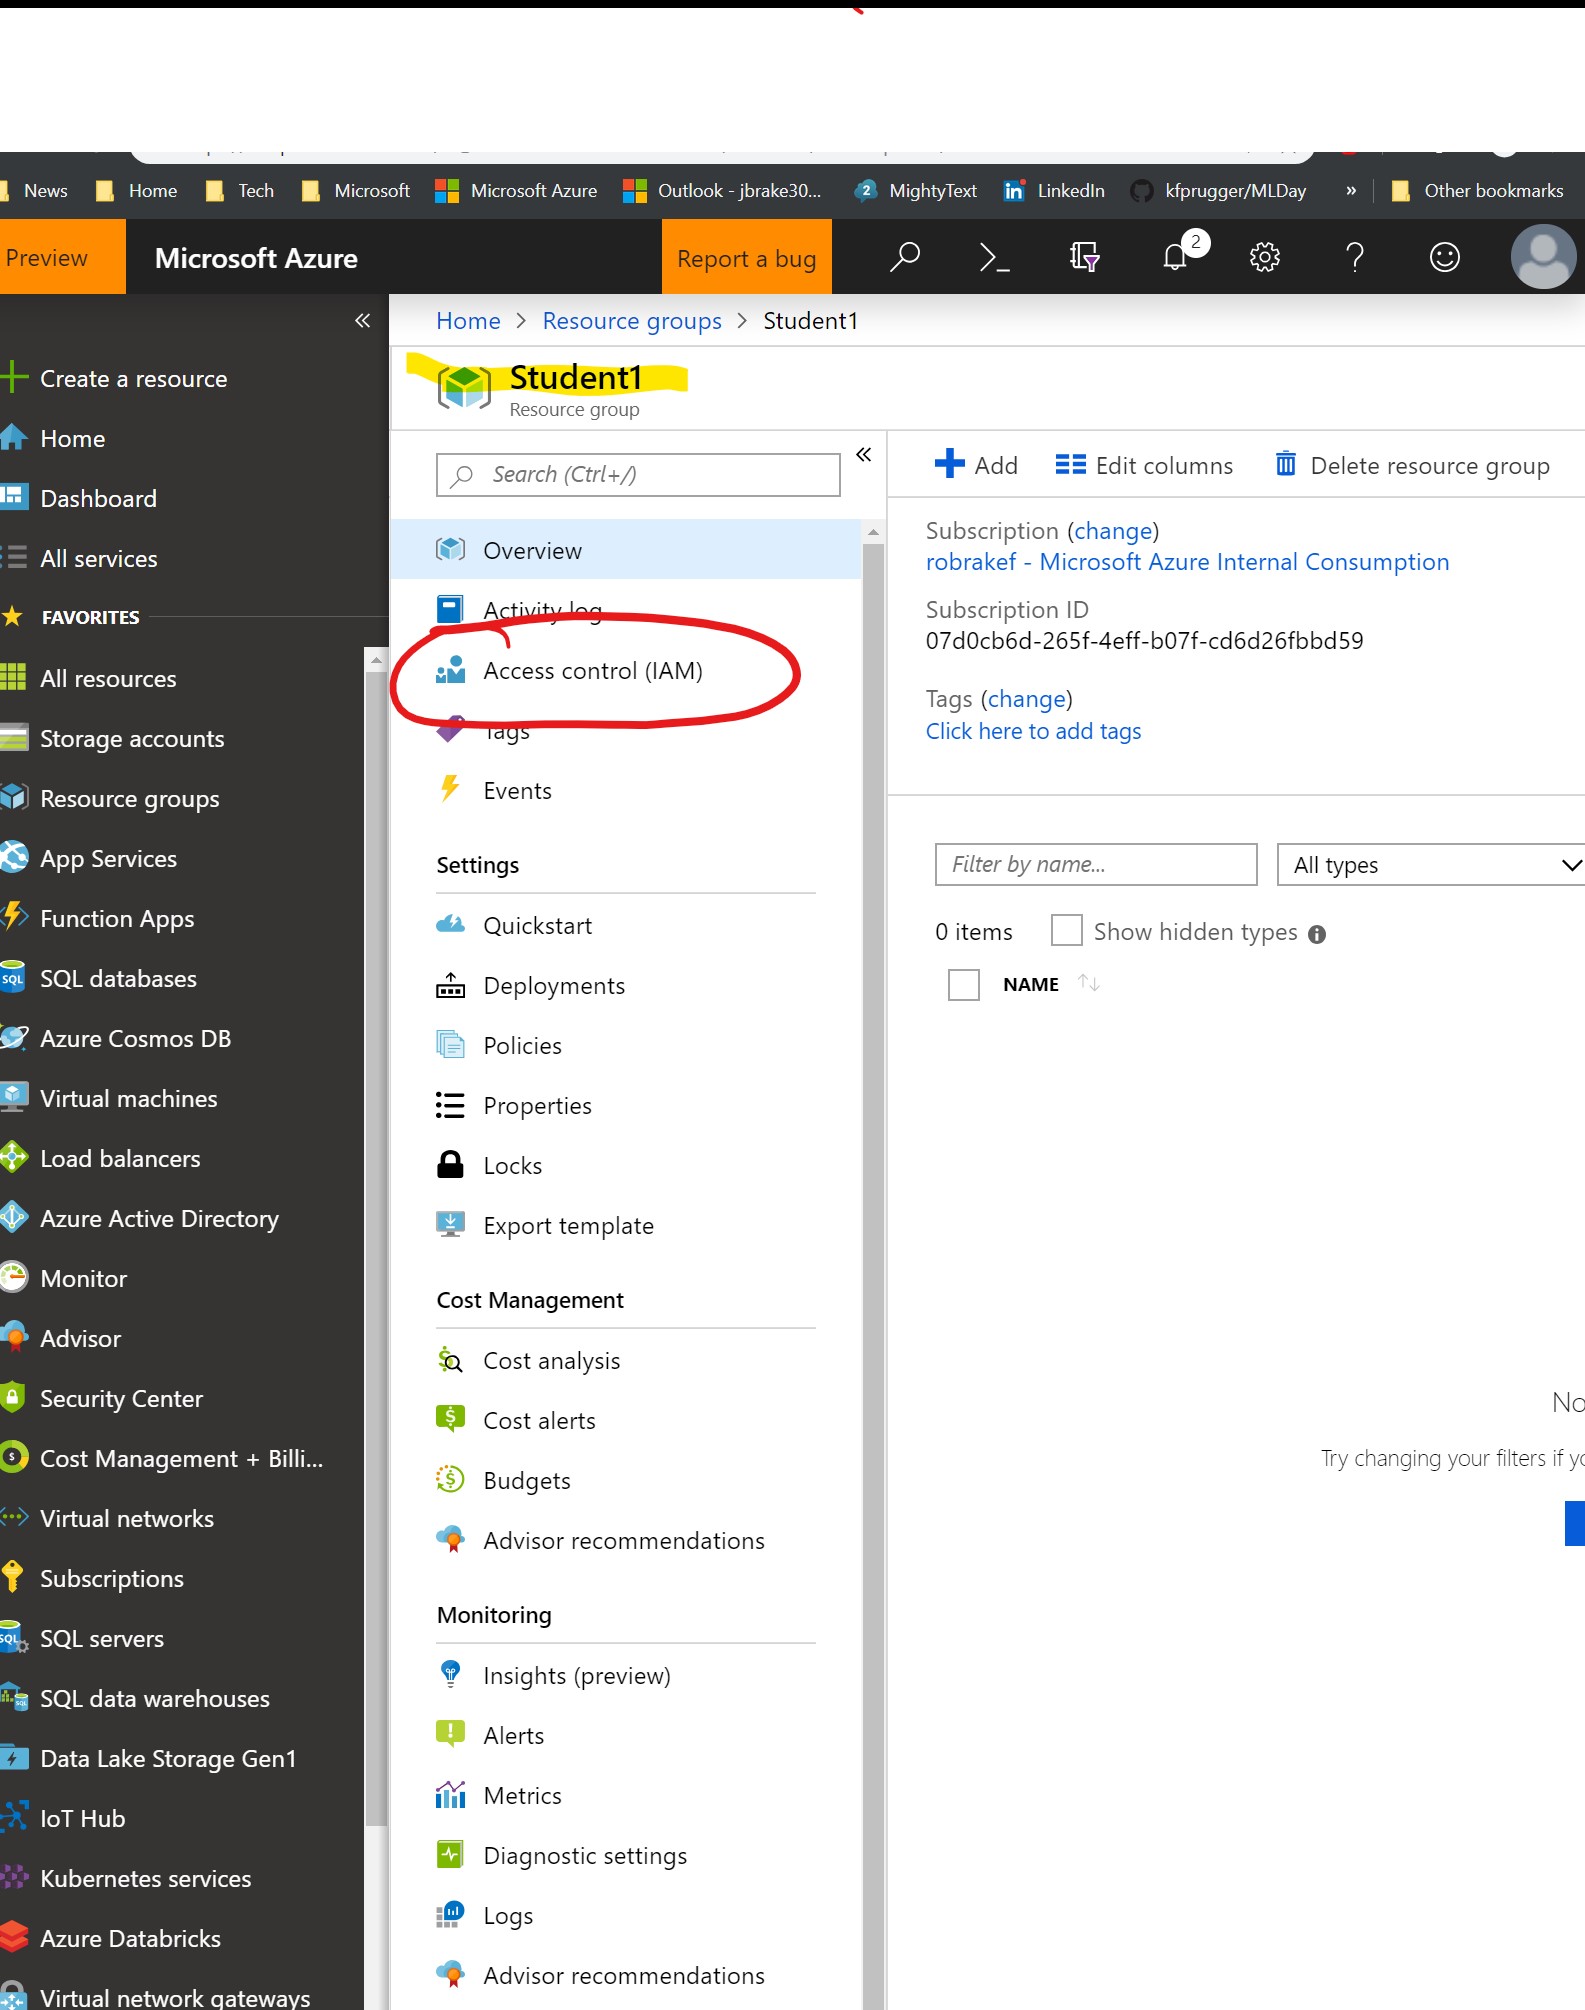 News
Home
Tech
Microsoft
Microsoft Azure
Outlook - jbrake30...
2
MightyText
in
LinkedIn
kfprugger/MLDay
»
Other bookmarks
Preview
Microsoft Azure
Report a bug
2
Home > Resource groups > Student1
Student1
Resource group
Create a resource
Home
Dashboard
All services
FAVORITES
All resources
Storage accounts
Resource groups
App Services
Function Apps
SQL
SQL databases
Azure Cosmos DB
Virtual machines
Load balancers
Azure Active Directory
Monitor
Advisor
Security Center
Cost Management + Billi...
Virtual networks
Subscriptions
SQL
SQL servers
SQL data warehouses
Data Lake Storage Gen1
IoT Hub
Kubernetes services
Azure Databricks
Virtual network gateways
Search (Ctrl+/)
Overview
Activity log
Access control (IAM)
Tags
Events
Settings
Quickstart
Deployments
Policies
Properties
Locks
Export template
Cost Management
Cost analysis
Cost alerts
Budgets
Advisor recommendations
Monitoring
Insights (preview)
Alerts
Metrics
Diagnostic settings
Logs
Advisor recommendations
Add
Edit columns
Delete resource group
Subscription (change)
robrakef - Microsoft Azure Internal Consumption
Subscription ID
07d0cb6d-265f-4eff-b07f-cd6d26fbbd59
Tags (change)
Click here to add tags
Filter by name...
All types
0 items
Show hidden types
NAME
No
Try changing your filters if